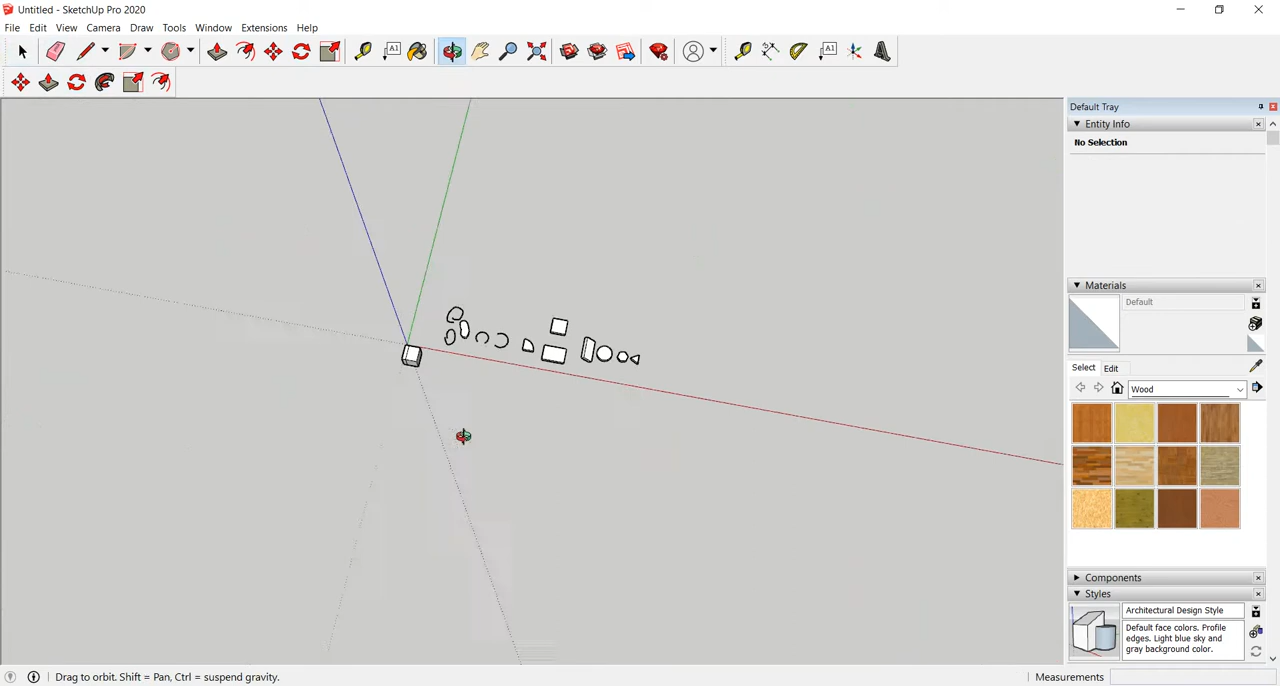 Untitled - SketchUp Pro 2020
File Edit View Camera Draw Tools Window Extensions Help
A1 A1
Default Tray
Entity Info
No Selection
Materials
Default
Select Edit
Wood
Components
Styles
Architectural Design Style
Default face colors. Profile
edges. Light blue sky and
gray background color.
Drag to orbit. Shift = Pan, Ctrl = suspend gravity.
Measurements